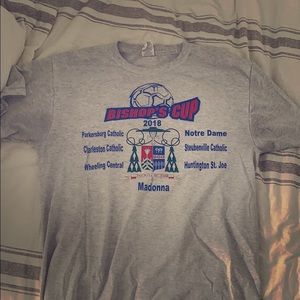 BISHOP'S CUP
2018
Parkersburg Catholic Notre Dame
Charleston Catholic Steubenville Catholic
Wheeling Central Huntington St. Joe
Madonna